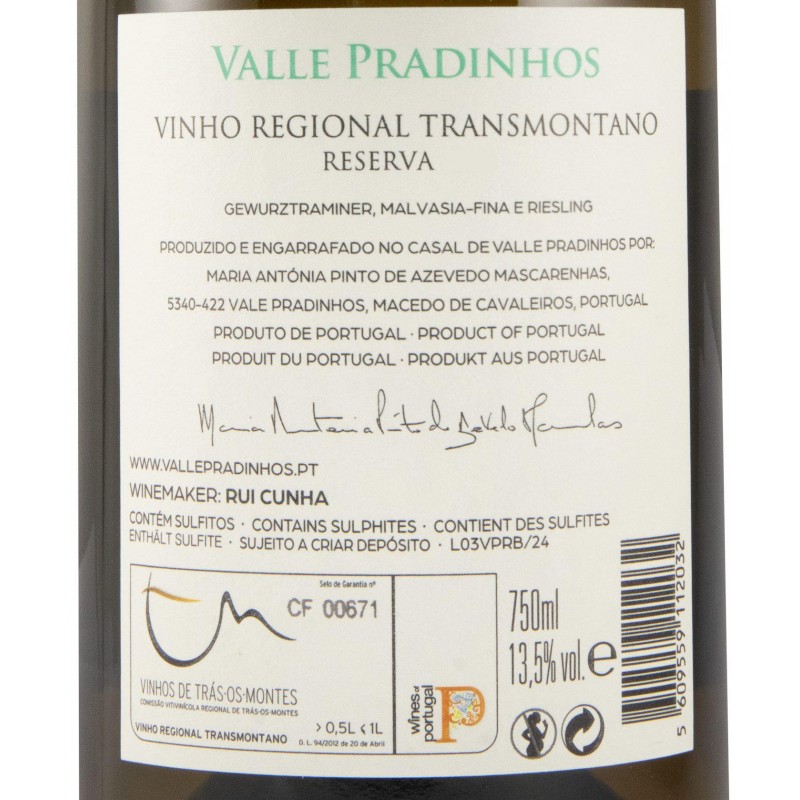 VALLE PRADINHOS
VINHO REGIONAL TRANSMONTANO
RESERVA
GEWURZTRAMINER, MALVASIA-FINA E RIESLING
PRODUZIDO E ENGARRAFADO NO CASAL DE VALLE PRADINHOS POR:
MARIA ANTÓNIA PINTO DE AZEVEDO MASCARENHAS,
5340-422 VALE PRADINHOS, MACEDO DE CAVALEIROS, PORTUGAL
PRODUTO DE PORTUGAL · PRODUCT OF PORTUGAL
PRODUIT DU PORTUGAL · PRODUKT AUS PORTUGAL
WWW.VALLEPRADINHOS.PT
WINEMAKER: RUI CUNHA
CONTÉM SULFITOS · CONTAINS SULPHITES · CONTIENT DES SULFITES
ENTHÄLT SULFITE · SUJEITO A CRIAR DEPÓSITO · L03VPRB/24
Selo de Garantia nº
CF 00671
VINHOS DE TRÁS-OS-MONTES
COMISSÃO VITIVINÍCOLA REGIONAL DE TRÁS-OS-MONTES
VINHO REGIONAL TRANSMONTANO
> 0,5L ≤ 1L
D. L. 94/2012 de 20 de Abril
wines of
portugal
P
750ml
13,5% vol. e
5 609559 112032